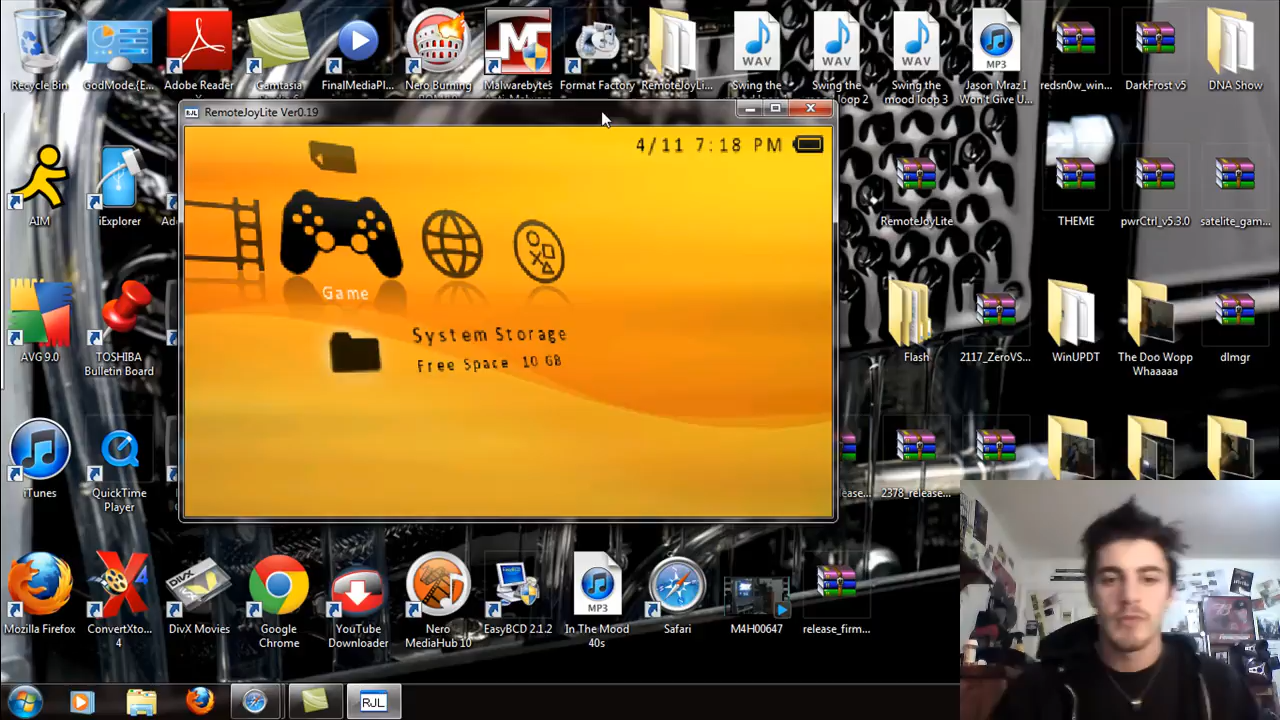 Recycle Bin
GodMode.{E...
Adobe Reader
Camtasia
FinalMediaPl...
Nero Burning
Malwarebytes
Format Factory
RemoteJoyLi...
Swing the
Swing the
mood loop 2
Swing the
mood loop 3
Jason Mraz I
Won't Give U...
redsn0w_win...
DarkFrost v5
DNA Show
WAV
WAV
WAV
MP3
RemoteJoyLite Ver0.19
4/11 7:18 PM
Game
System Storage
Free Space 10 GB
AIM
iExplorer
RemoteJoyLite
THEME
pwrCtrl_v5.3.0
satelite_gam...
AVG 9.0
TOSHIBA
Bulletin Board
Flash
2117_ZeroVS...
WinUPDT
The Doo Wopp
Whaaaaa
dlmgr
iTunes
QuickTime
Player
2378_release...
Mozilla Firefox
ConvertXto...
4
DivX Movies
Google
Chrome
YouTube
Downloader
Nero
MediaHub 10
EasyBCD 2.1.2
MP3
In The Mood
40s
Safari
M4H00647
release_firm...
RJL